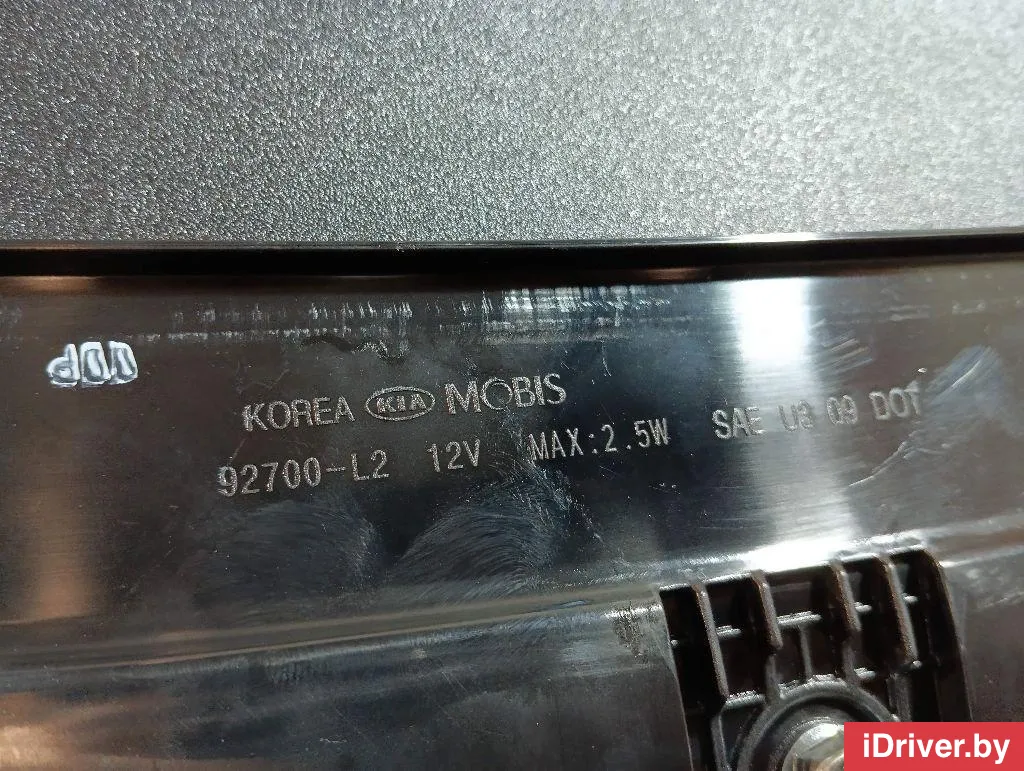 KOREA KIA MOBIS
92700-L2 12V MAX:2.5W SAE U3 09 DOT
iDriver.by